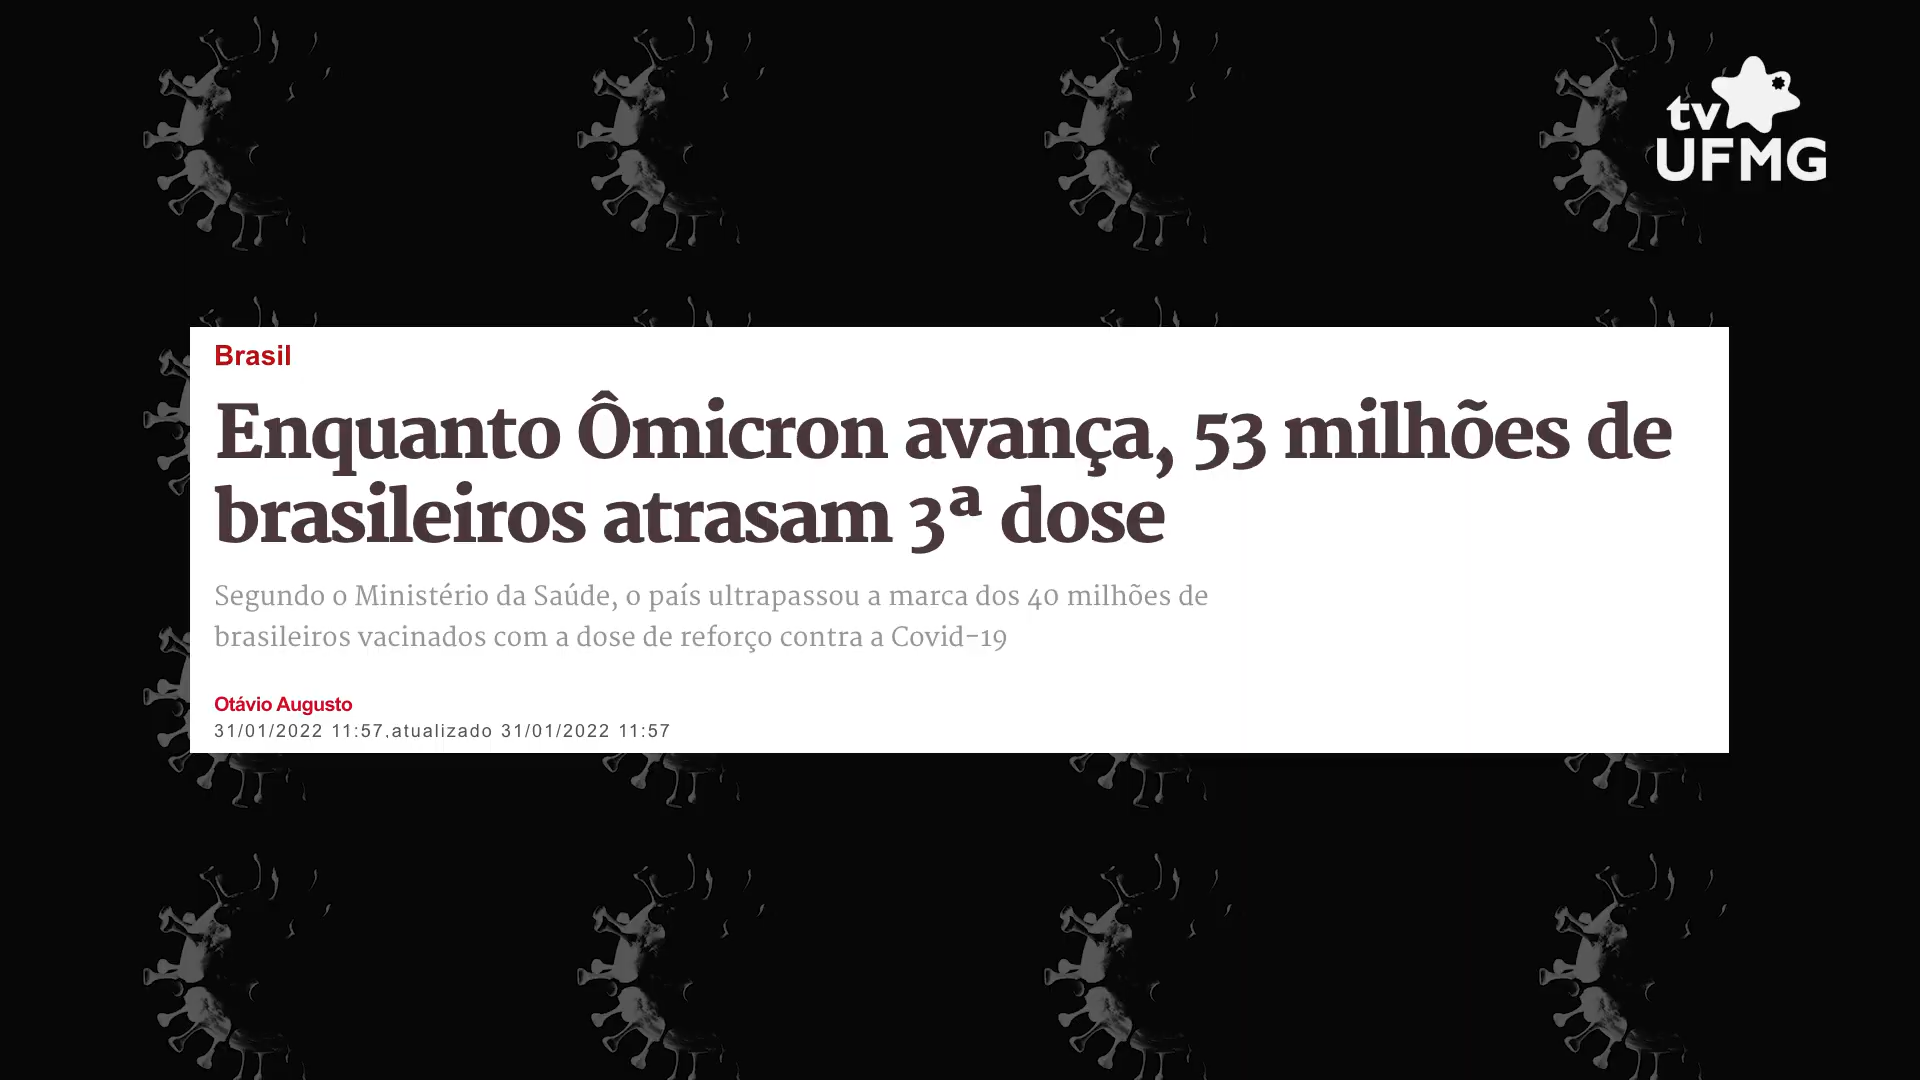 tv
UFMG
Brasil
Enquanto Ômicron avança, 53 milhões de
brasileiros atrasam 3ª dose
Segundo o Ministério da Saúde, o país ultrapassou a marca dos 40 milhões de
brasileiros vacinados com a dose de reforço contra a Covid-19
Otávio Augusto
31/01/2022 11:57,atualizado 31/01/2022 11:57